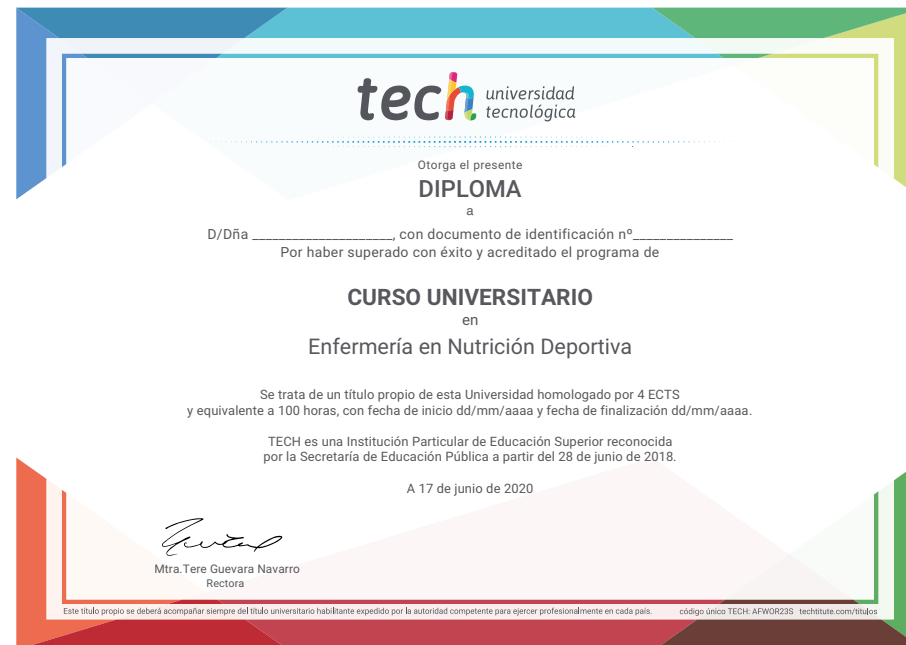 tech universidad
tecnológica
Otorga el presente
DIPLOMA
a
D/Dña ______________________, con documento de identificación nº________________
Por haber superado con éxito y acreditado el programa de
CURSO UNIVERSITARIO
en
Enfermería en Nutrición Deportiva
Se trata de un título propio de esta Universidad homologado por 4 ECTS
y equivalente a 100 horas, con fecha de inicio dd/mm/aaaa y fecha de finalización dd/mm/aaaa.
TECH es una Institución Particular de Educación Superior reconocida
por la Secretaría de Educación Pública a partir del 28 de junio de 2018.
A 17 de junio de 2020
Mtra.Tere Guevara Navarro
Rectora
Este título propio se deberá acompañar siempre del título universitario habilitante expedido por la autoridad competente para ejercer profesionalmente en cada país. código único TECH: AFWOR23S techtitute.com/titulos